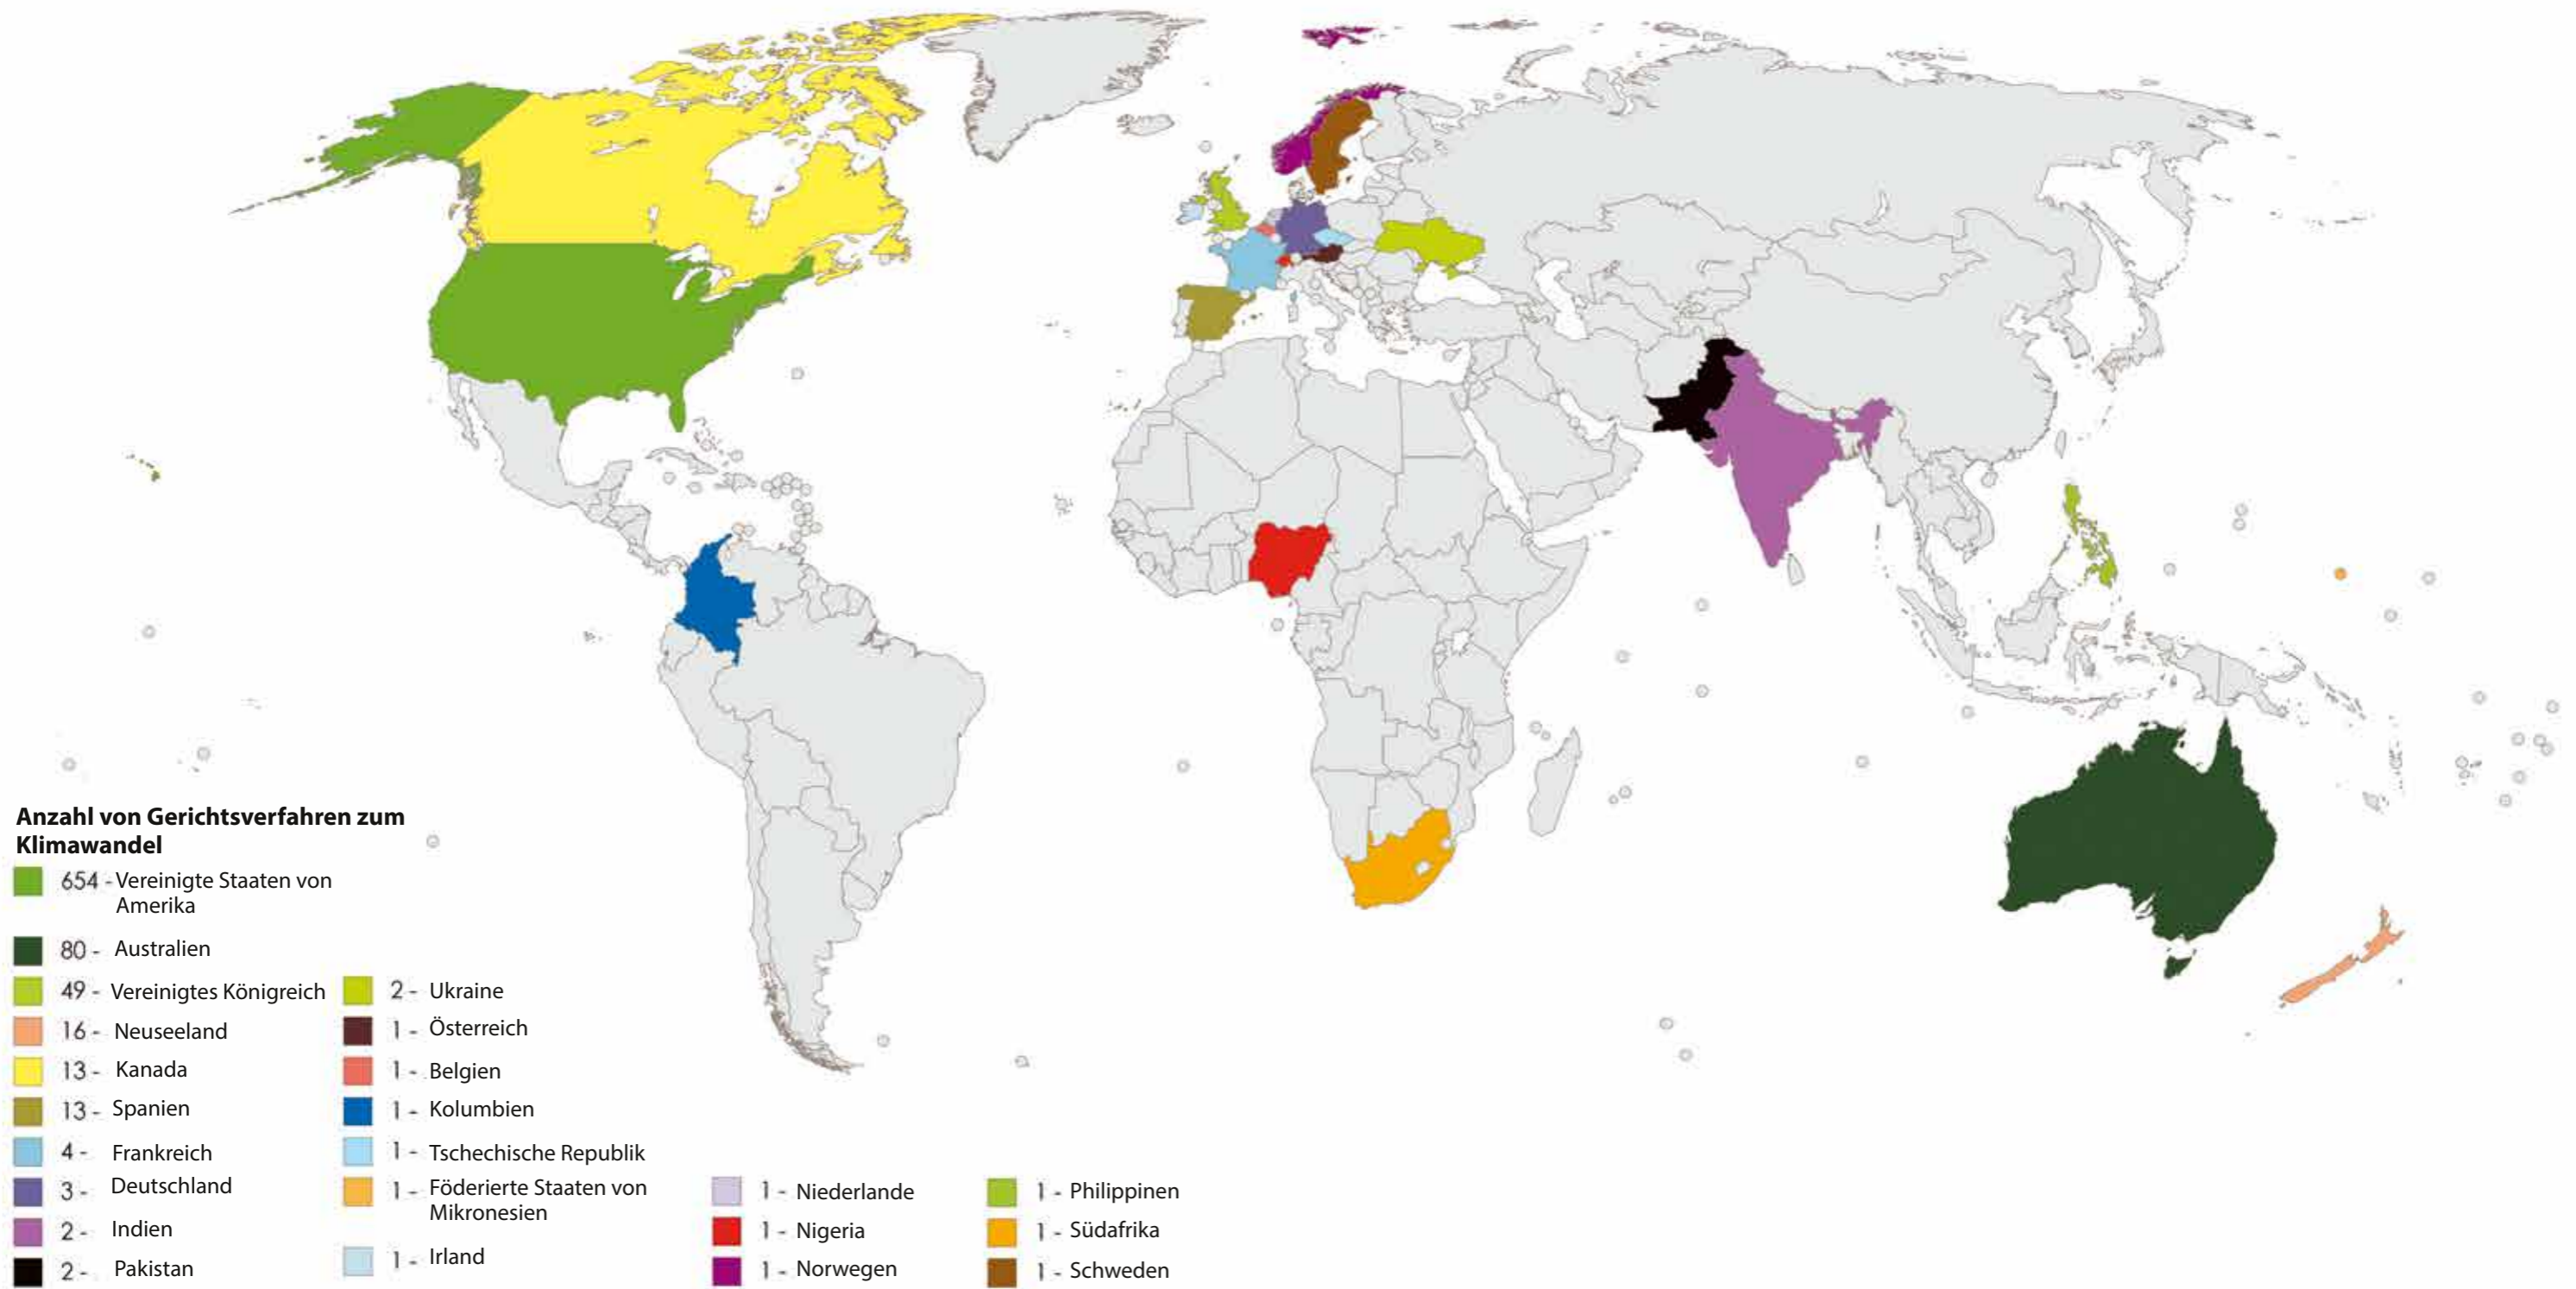 Anzahl von Gerichtsverfahren zum
Klimawandel
654 - Vereinigte Staaten von
Amerika
80 - Australien
49 - Vereinigtes Königreich
16 - Neuseeland
13 - Kanada
13 - Spanien
4 - Frankreich
3 - Deutschland
2 - Indien
2 - Pakistan
2 - Ukraine
1 - Österreich
1 - Belgien
1 - Kolumbien
1 - Tschechische Republik
1 - Föderierte Staaten von
Mikronesien
1 - Irland
1 - Niederlande
1 - Nigeria
1 - Norwegen
1 - Philippinen
1 - Südafrika
1 - Schweden